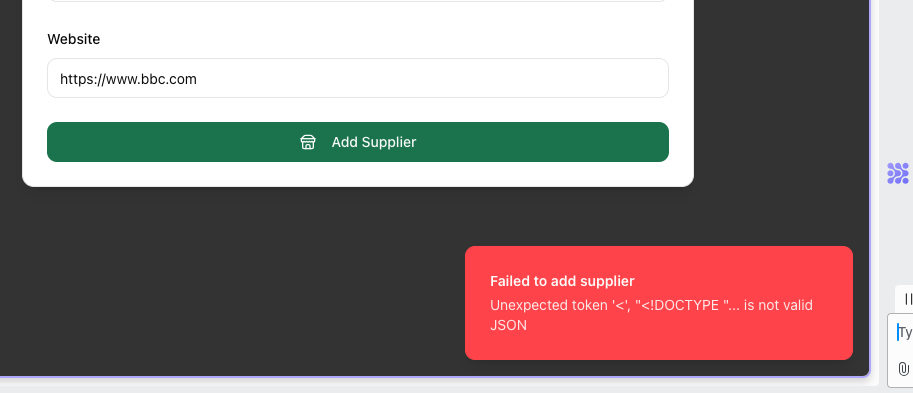 Website
https://www.bbc.com
Add Supplier
Failed to add supplier
Unexpected token '<', "<!DOCTYPE "... is not valid
JSON
Ty